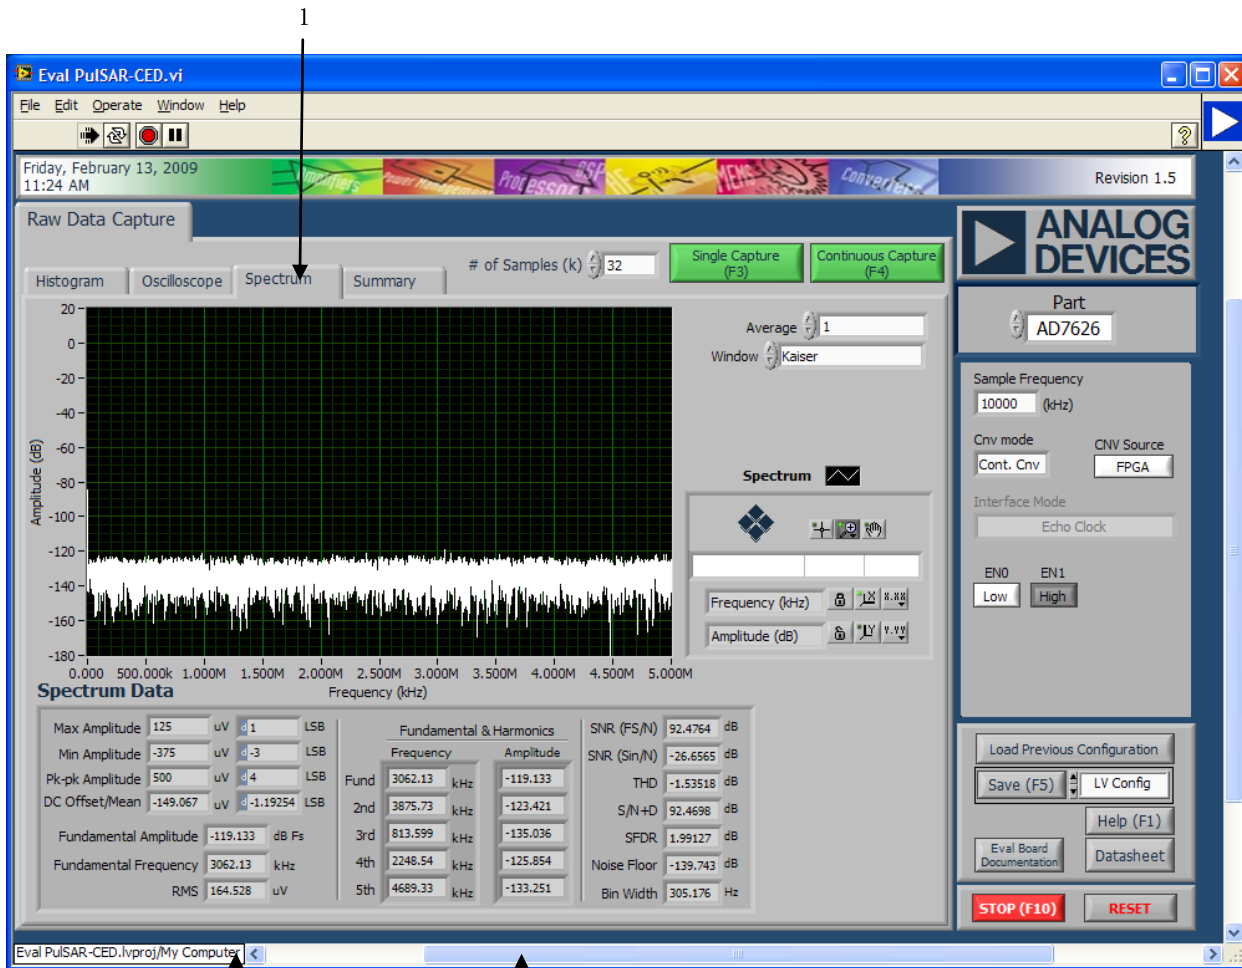 1
Eval PulSAR-CED.vi
File Edit Operate Window Help
Friday, February 13, 2009
11:24 AM
Amplifiers Power Management Processors DSP RF MEMS Converters
Revision 1.5
Raw Data Capture
ANALOG
DEVICES
Histogram Oscilloscope Spectrum Summary
# of Samples (k) 32
Single Capture
(F3)
Continuous Capture
(F4)
Part
AD7626
Average 1
Window Kaiser
20
0
-20
-40
-60
-80
-100
-120
-140
-160
-180
Amplitude (dB)
0.000 500.000k 1.000M 1.500M 2.000M 2.500M 3.000M 3.500M 4.000M 4.500M 5.000M
Frequency (kHz)
Sample Frequency
10000 (kHz)
Cnv mode
Cont. Cnv
CNV Source
FPGA
Interface Mode
Echo Clock
EN0 EN1
Low High
Spectrum
Frequency (kHz) X.XX
Amplitude (dB) Y.YY
Spectrum Data
Max Amplitude 125 uV d 1 LSB
Min Amplitude -375 uV d -3 LSB
Pk-pk Amplitude 500 uV d 4 LSB
DC Offset/Mean -149.067 uV d -1.19254 LSB
Fundamental Amplitude -119.133 dB Fs
Fundamental Frequency 3062.13 kHz
RMS 164.528 uV
Fundamental & Harmonics
Frequency Amplitude
Fund 3062.13 kHz -119.133
2nd 3875.73 kHz -123.421
3rd 813.599 kHz -135.036
4th 2248.54 kHz -125.854
5th 4689.33 kHz -133.251
SNR (FS/N) 92.4764 dB
SNR (Sin/N) -26.6565 dB
THD -1.53518 dB
S/N+D 92.4698 dB
SFDR 1.99127 dB
Noise Floor -139.743 dB
Bin Width 305.176 Hz
Load Previous Configuration
Save (F5) LV Config
Help (F1)
Eval Board
Documentation
Datasheet
STOP (F10) RESET
Eval PulSAR-CED.lvproj/My Computer